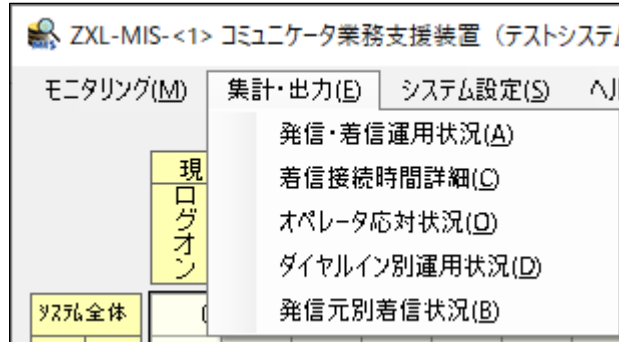 ZXL-MIS-<1> コミュニケータ業務支援装置（テストシステム
モニタリング(M) 集計・出力(E) システム設定(S)
発信・着信運用状況(A)
着信接続時間詳細(C)
オペレータ応対状況(O)
ダイヤルイン別運用状況(D)
発信元別着信状況(B)
現
ログオン
ｼｽﾃﾑ全体